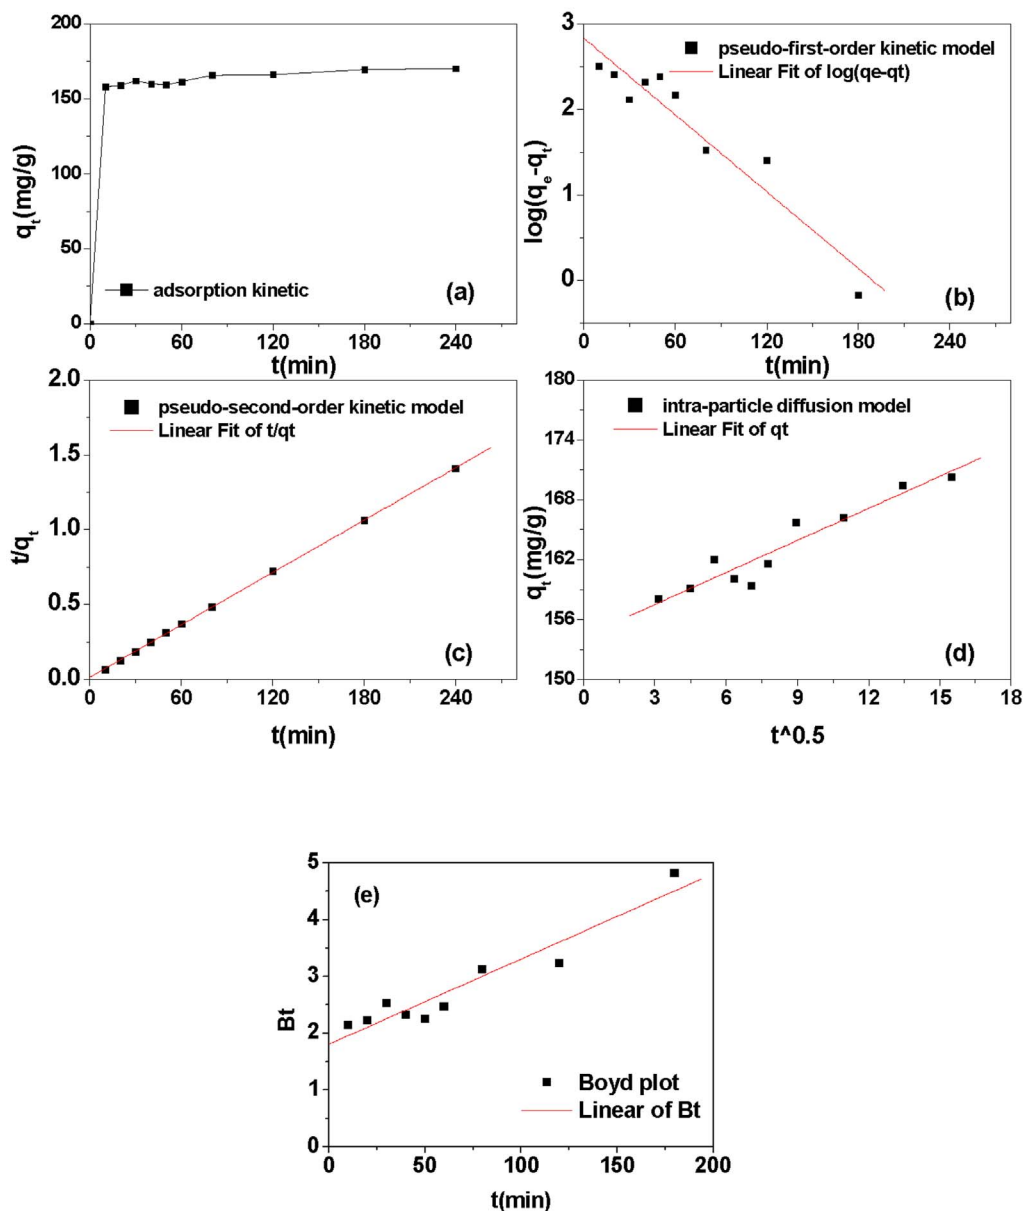 200
150
100
50
0
q_t(mg/g)
adsorption kinetic
(a)
0 60 120 180 240
t(min)
3
2
1
0
log(q_e-q_t)
pseudo-first-order kinetic model
Linear Fit of log(qe-qt)
(b)
0 60 120 180 240
t(min)
2.0
1.5
1.0
0.5
0.0
t/q_t
pseudo-second-order kinetic model
Linear Fit of t/qt
(c)
0 60 120 180 240
t(min)
180
174
168
162
156
150
q_t(mg/g)
intra-particle diffusion model
Linear Fit of qt
(d)
0 3 6 9 12 15 18
t^0.5
5
4
3
2
1
0
Bt
(e)
Boyd plot
Linear of Bt
0 50 100 150 200
t(min)